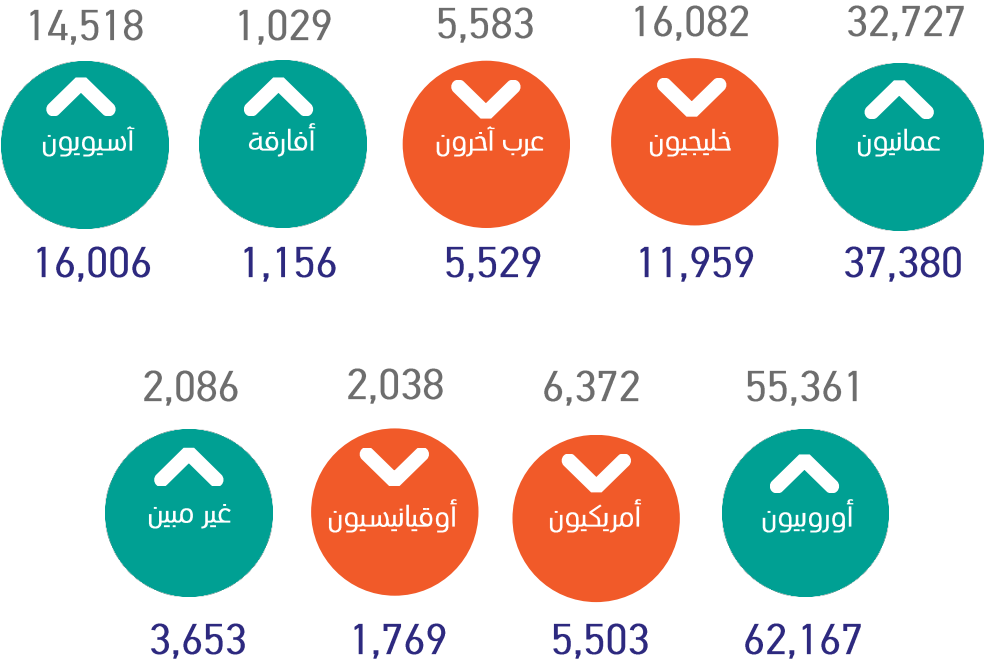 32,727 16,082 5,583 1,029 14,518
عمانيون خليجيون عرب آخرون أفارقة آسيويون
37,380 11,959 5,529 1,156 16,006
55,361 6,372 2,038 2,086
أوروبيون أمريكيون أوقيانيسيون غير مبين
62,167 5,503 1,769 3,653